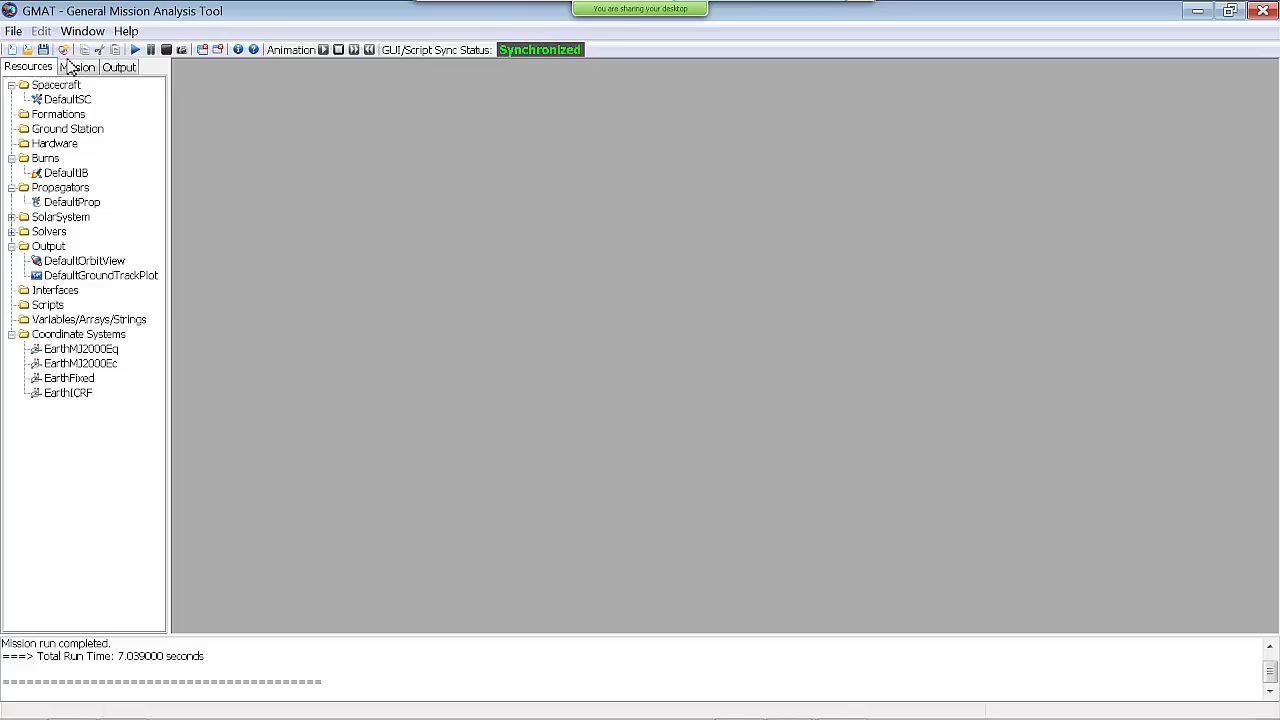 GMAT - General Mission Analysis Tool
You are sharing your desktop
File Edit Window Help
Animation GUI/Script Sync Status: Synchronized
Resources Mission Output
Spacecraft
DefaultSC
Formations
Ground Station
Hardware
Burns
DefaultIB
Propagators
DefaultProp
SolarSystem
Solvers
Output
DefaultOrbitView
DefaultGroundTrackPlot
Interfaces
Scripts
Variables/Arrays/Strings
Coordinate Systems
EarthMJ2000Eq
EarthMJ2000Ec
EarthFixed
EarthICRF
Mission run completed.
===> Total Run Time: 7.039000 seconds
========================================